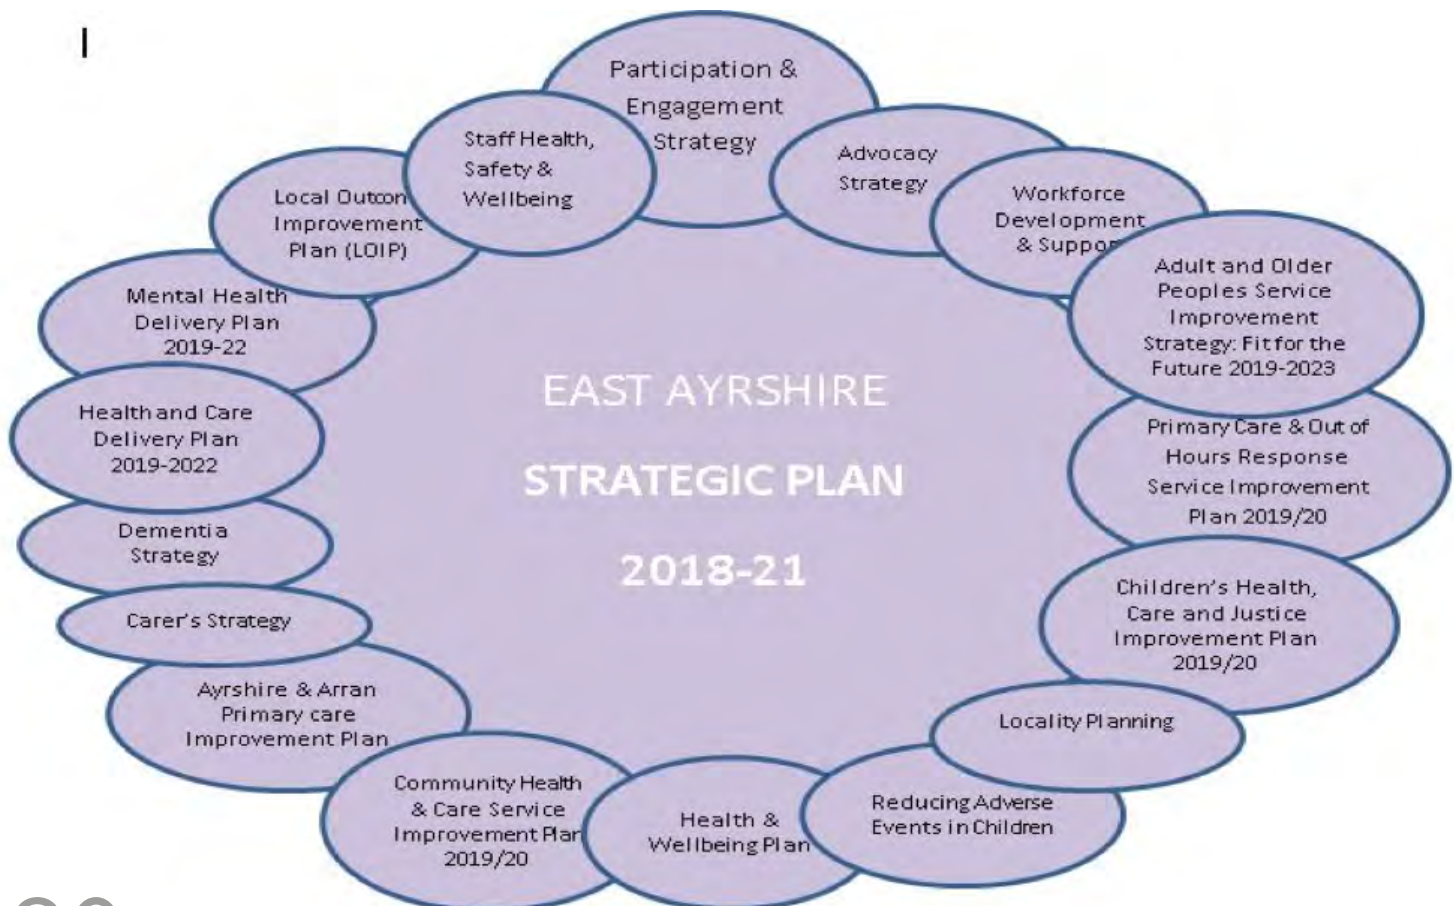 Participation &
Engagement
Strategy
Advocacy
Strategy
Workforce
Development
& Suppor
Adult and Older
Peoples Service
Improvement
Strategy: Fit for the
Future 2019-2023
Primary Care & Out of
Hours Response
Service Improvement
Plan 2019/20
Children's Health,
Care and Justice
Improvement Plan
2019/20
Locality Planning
Reducing Adverse
Events in Children
Health &
Wellbeing Plan
Community Health
& Care Service
Improvement Plan
2019/20
Ayrshire & Arran
Primary care
Improvement Plan
Carer's Strategy
Dementia
Strategy
Health and Care
Delivery Plan
2019-2022
Mental Health
Delivery Plan
2019-22
Local Outcom
Improvement
Plan (LOIP)
Staff Health,
Safety &
Wellbeing
EAST AYRSHIRE
STRATEGIC PLAN
2018-21